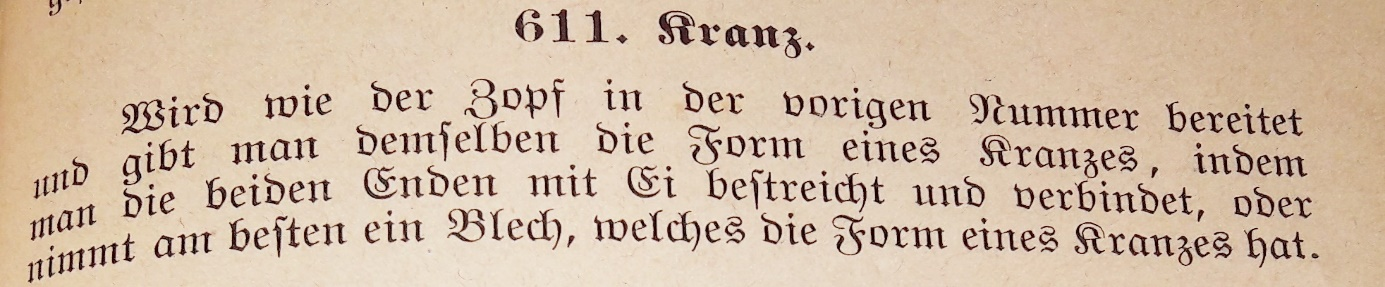 611. Kranz.
Wird wie der Zopf in der vorigen Nummer bereitet
und gibt man demselben die Form eines Kranzes, indem
man die beiden Enden mit Ei bestreicht und verbindet, oder
nimmt am besten ein Blech, welches die Form eines Kranzes hat.